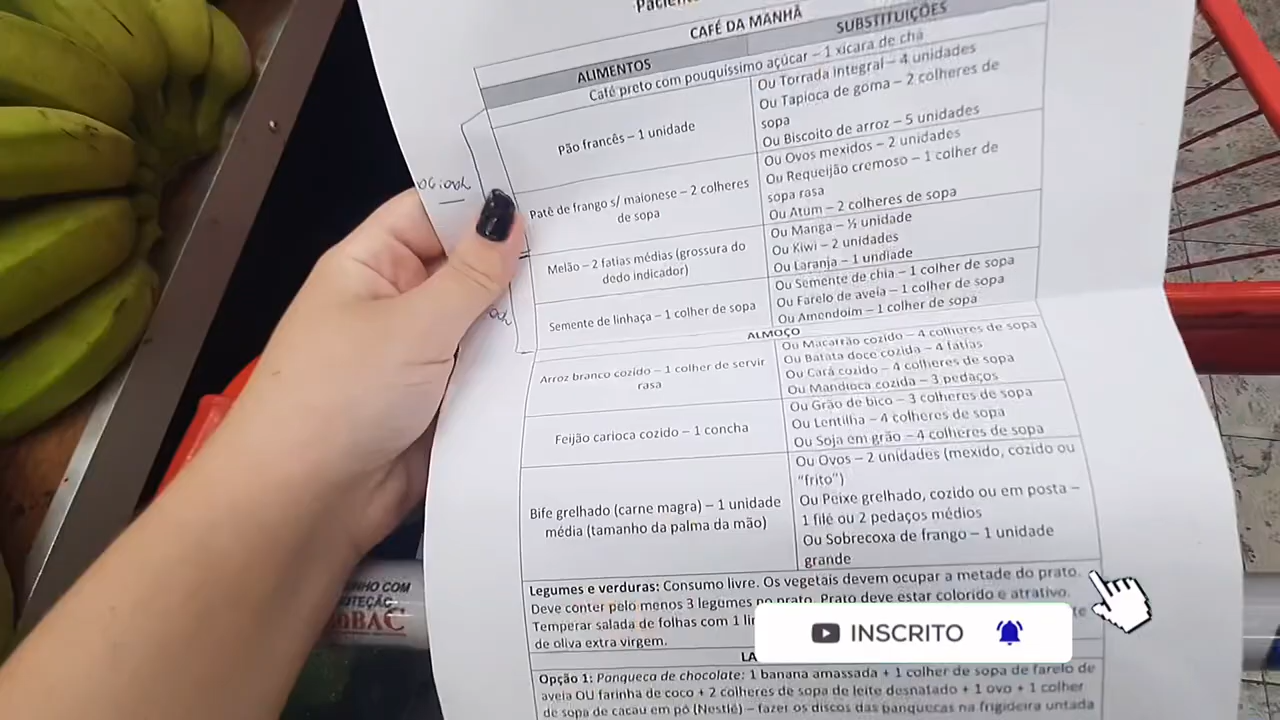 CAFÉ DA MANHÃ
ALIMENTOS
SUBSTITUIÇÕES
Café preto com pouquíssimo açúcar – 1 xícara de chá
Pão francês – 1 unidade
Ou Torrada integral – 4 unidades
Ou Tapioca de goma – 2 colheres de
sopa
Ou Biscoito de arroz – 5 unidades
Patê de frango s/ maionese – 2 colheres
de sopa
Ou Ovos mexidos – 2 unidades
Ou Requeijão cremoso – 1 colher de
sopa rasa
Ou Atum – 2 colheres de sopa
Melão – 2 fatias médias (grossura do
dedo indicador)
Ou Manga – ½ unidade
Ou Kiwi – 2 unidades
Ou Laranja – 1 undiade
Semente de linhaça – 1 colher de sopa
Ou Semente de chia – 1 colher de sopa
Ou Farelo de aveia – 1 colher de sopa
Ou Amendoim – 1 colher de sopa
ALMOÇO
Arroz branco cozido – 1 colher de servir
rasa
Ou Macarrão cozido – 4 colheres de sopa
Ou Batata doce cozida – 4 fatias
Ou Cará cozido – 4 colheres de sopa
Ou Mandioca cozida – 3 pedaços
Feijão carioca cozido – 1 concha
Ou Grão de bico – 3 colheres de sopa
Ou Lentilha – 4 colheres de sopa
Ou Soja em grão – 4 colheres de sopa
Bife grelhado (carne magra) – 1 unidade
média (tamanho da palma da mão)
Ou Ovos – 2 unidades (mexido, cozido ou
"frito")
Ou Peixe grelhado, cozido ou em posta –
1 filé ou 2 pedaços médios
Ou Sobrecoxa de frango – 1 unidade
grande
Legumes e verduras: Consumo livre. Os vegetais devem ocupar a metade do prato.
Deve conter pelo menos 3 legumes no prato. Prato deve estar colorido e atrativo.
Temperar salada de folhas com 1
de oliva extra virgem.
INSCRITO
Opção 1: Panqueca de chocolate: 1 banana amassada + 1 colher de sopa de farelo de
aveia OU farinha de coco + 2 colheres de sopa de leite desnatado + 1 ovo + 1 colher
de sopa de cacau em pó (Nestlé) – fazer os discos das panquecas na frigideira untada